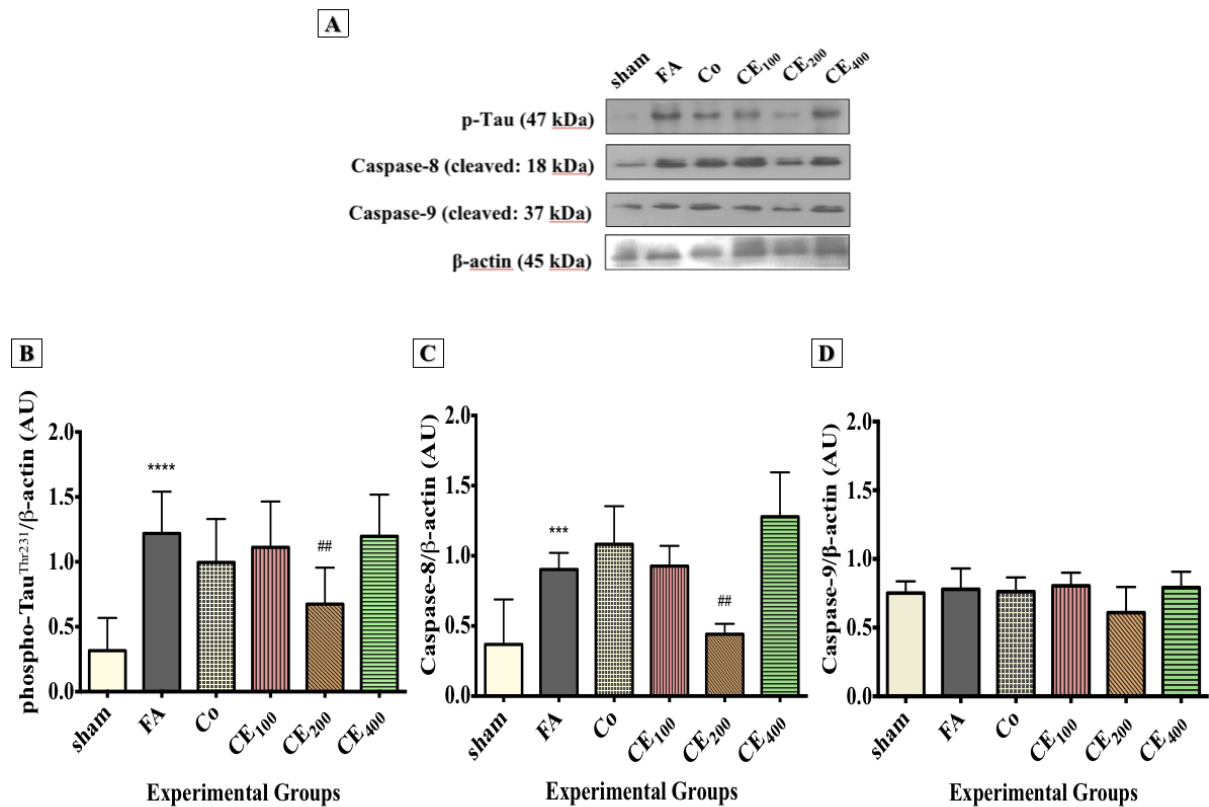 A
sham FA Co CE100 CE200 CE400
p-Tau (47 kDa)
Caspase-8 (cleaved: 18 kDa)
Caspase-9 (cleaved: 37 kDa)
β-actin (45 kDa)
B
phospho-Tau^Thr231/β-actin (AU)
2.0
1.5
1.0
0.5
0.0
****
##
sham FA Co CE100 CE200 CE400
Experimental Groups
C
Caspase-8/β-actin (AU)
2.0
1.5
1.0
0.5
0.0
***
##
sham FA Co CE100 CE200 CE400
Experimental Groups
D
Caspase-9/β-actin (AU)
2.0
1.5
1.0
0.5
0.0
sham FA Co CE100 CE200 CE400
Experimental Groups